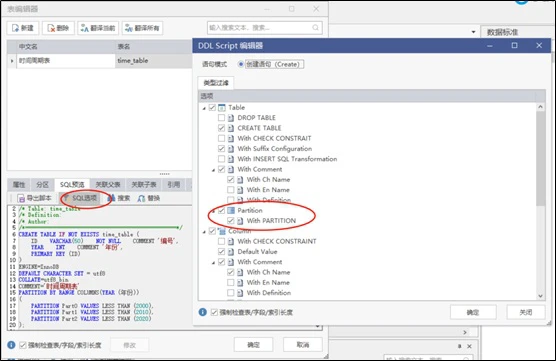 表编辑器
新建
删除
翻译当前
翻译所有
输入搜索文本...
中文名
表名
时间周期表
time_table
属性
分区
SQL预览
关联父表
关联子表
引用
导出脚本
SQL选项
搜索
替换
2 /* Table: time_table
3 /* Definition:
4 /* Author:
CREATE TABLE IF NOT EXISTS time_table (
ID VARCHAR(50) NOT NULL COMMENT '编号',
YEAR INT COMMENT '年份',
PRIMARY KEY (ID)
)
ENGINE=InnoDB
DEFAULT CHARACTER SET = utf8
COLLATE=utf8_bin
COMMENT='时间周期表'
PARTITION BY RANGE COLUMNS(YEAR (年份))
(
PARTITION Part0 VALUES LESS THAN (2000),
PARTITION Part1 VALUES LESS THAN (2010),
PARTITION Part2 VALUES LESS THAN (2020)
);
强制检查表/字段/索引长度
修改
确定
取消
DDL Script 编辑器
语句模式
创建语句 (Create)
类型过滤
选项
Table
DROP TABLE
CREATE TABLE
With CHECK CONSTRAIT
With Suffix Configuration
With INSERT SQL Transformation
With Comment
With Ch Name
With En Name
With Definition
Partition
With PARTITION
Column
With CHECK CONSTRAINT
Default Value
With Comment
With Ch Name
With En Name
With Definition
强制检查表/字段/索引长度
确定
关闭
数据标准